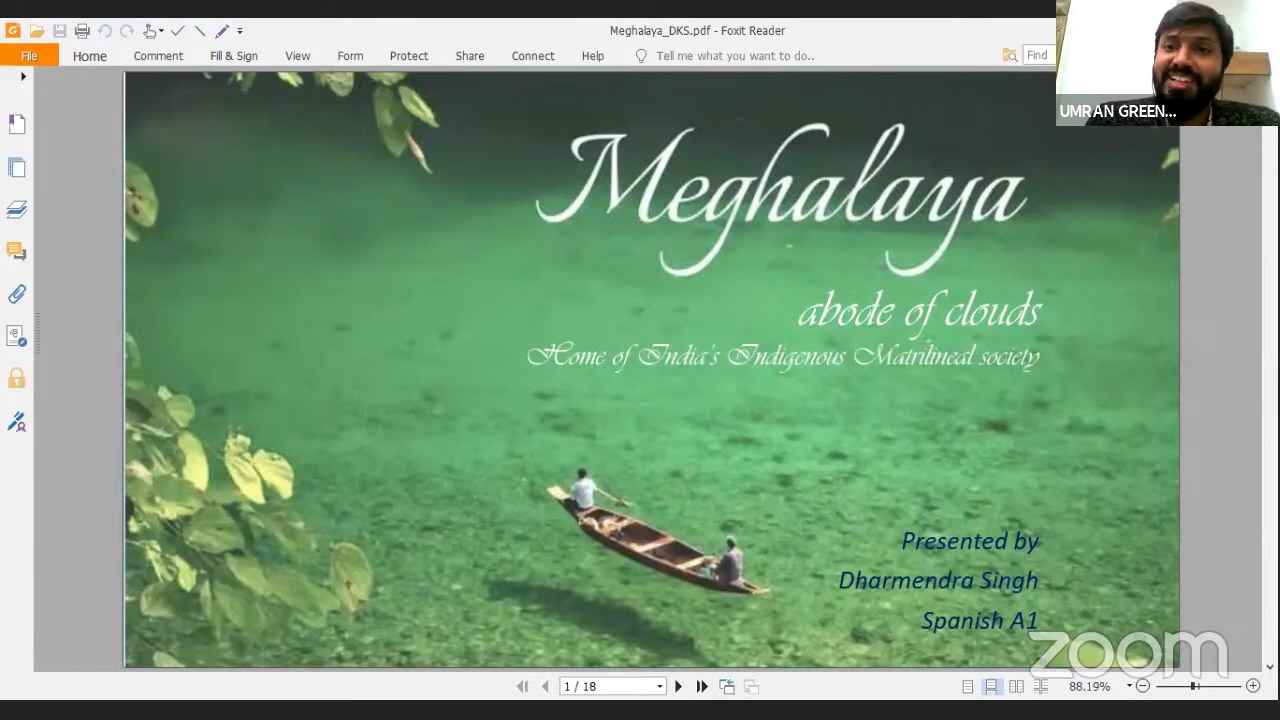 Meghalaya_DKS.pdf - Foxit Reader
File Home Comment Fill & Sign View Form Protect Share Connect Help Tell me what you want to do.. Find
UMRAN GREEN...
Meghalaya
abode of clouds
Home of India's Indigenous Matrilineal society
Presented by
Dharmendra Singh
Spanish A1
zoom
1 / 18
88.19%